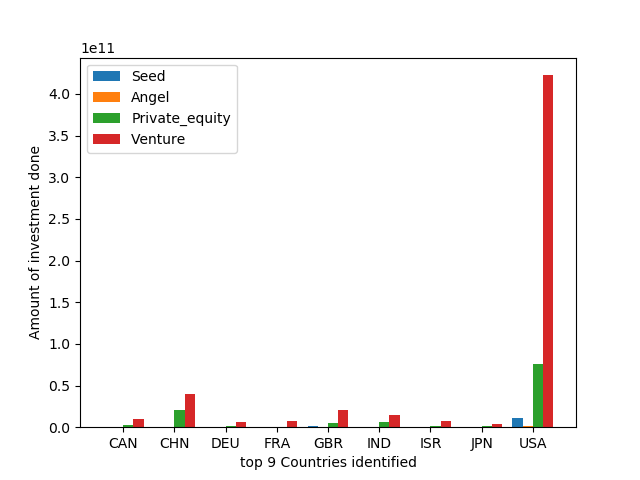 1e11
Seed
Angel
Private_equity
Venture
4.0
3.5
3.0
2.5
2.0
1.5
1.0
0.5
0.0
Amount of investment done
CAN CHN DEU FRA GBR IND ISR JPN USA
top 9 Countries identified